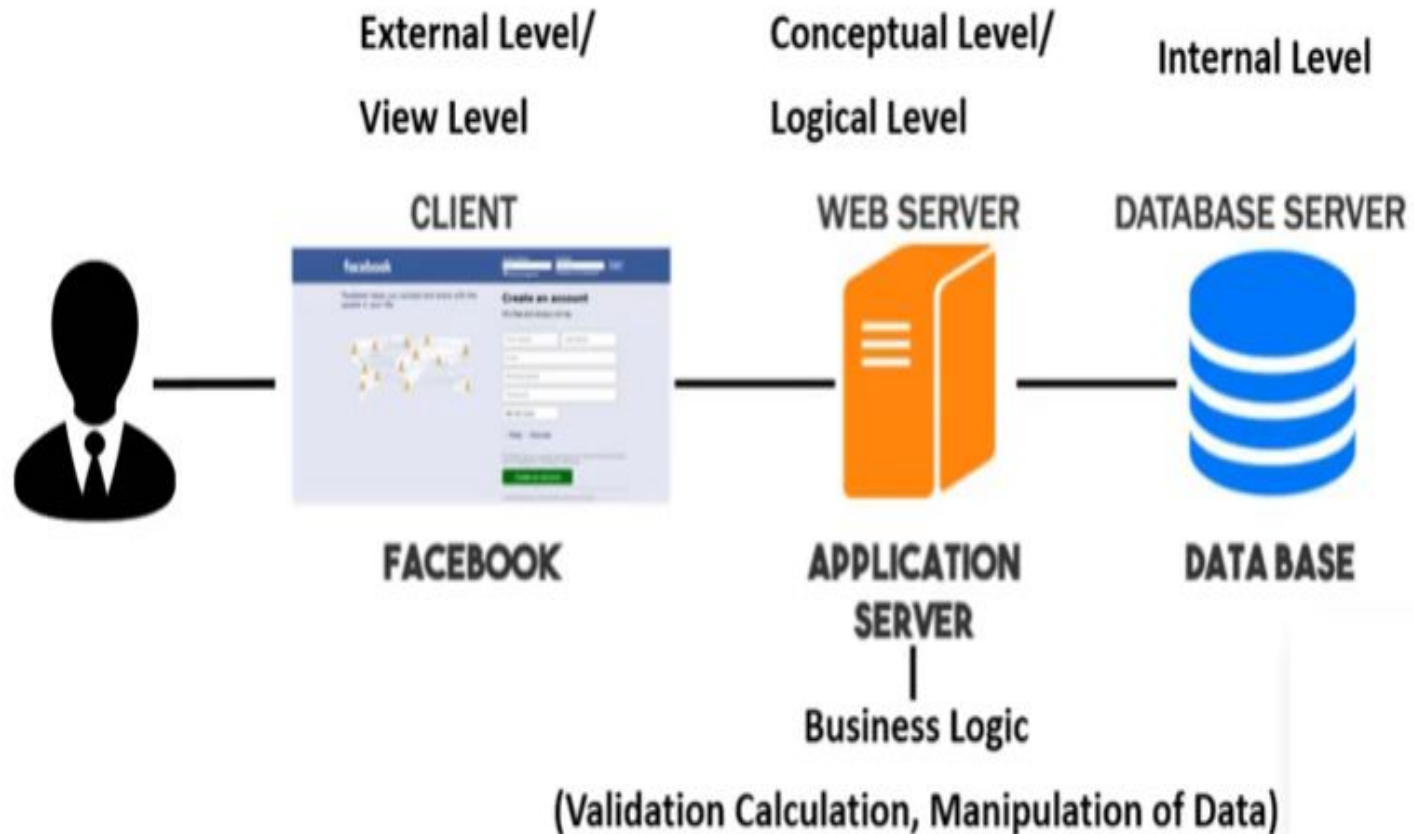 External Level/
View Level
Conceptual Level/
Logical Level
Internal Level
CLIENT
WEB SERVER
DATABASE SERVER
facebook
Create an account
FACEBOOK
APPLICATION
SERVER
DATA BASE
Business Logic
(Validation Calculation, Manipulation of Data)